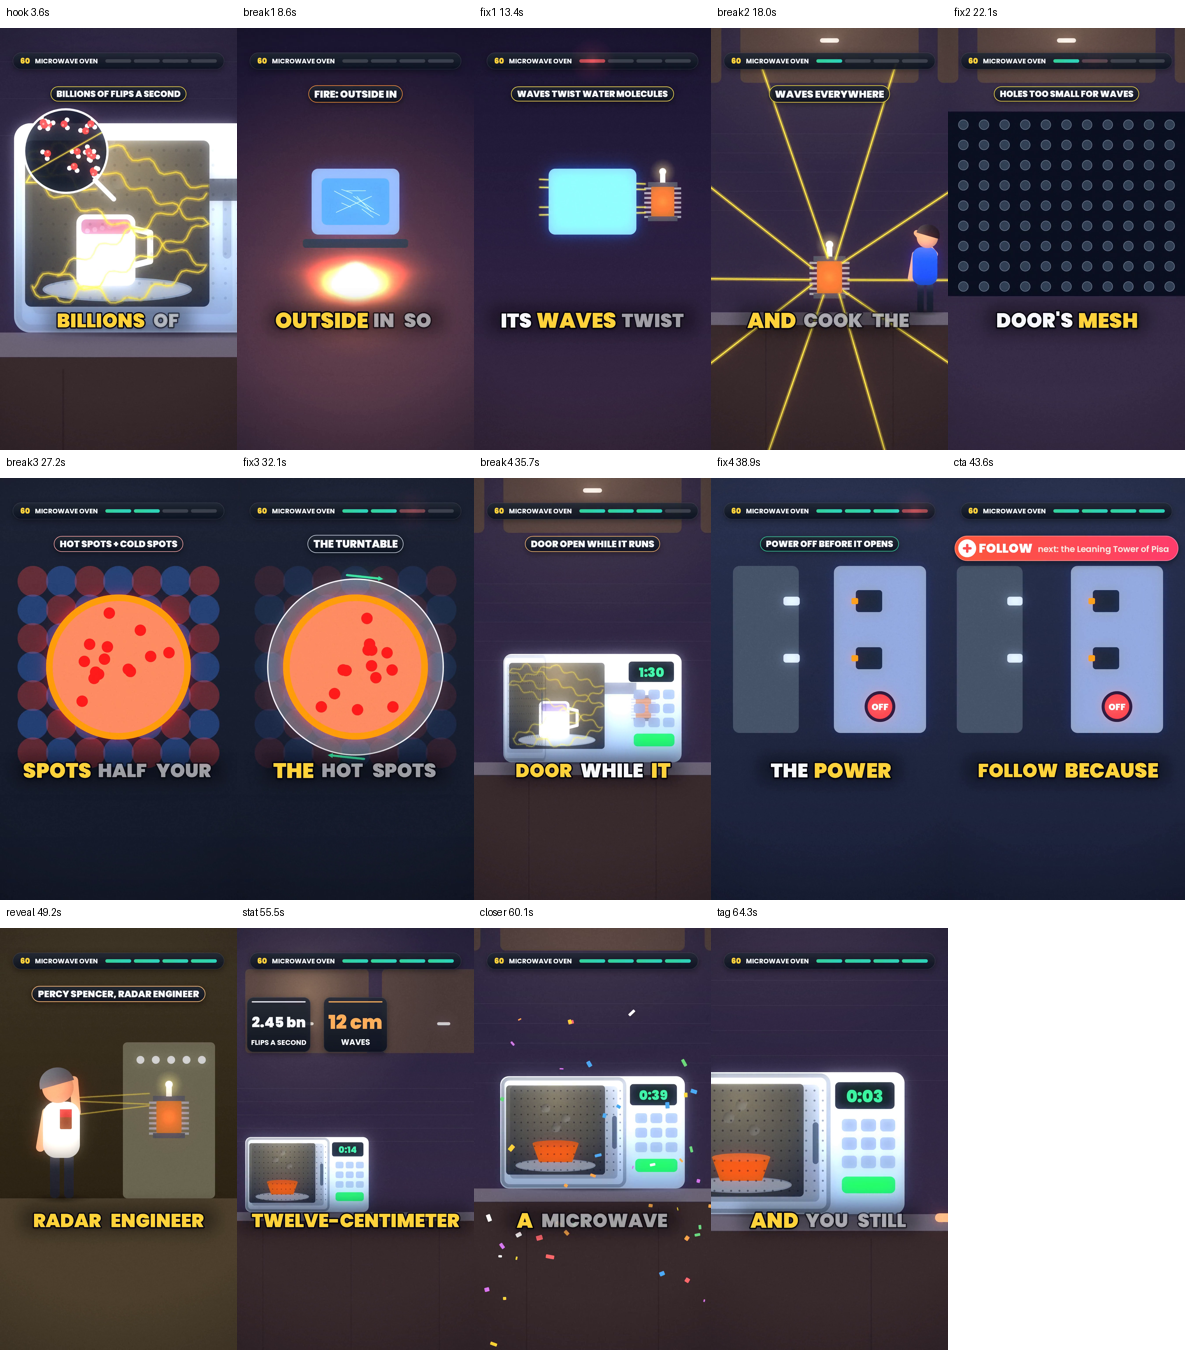 hook 3.6s
60 MICROWAVE OVEN
BILLIONS OF FLIPS A SECOND
BILLIONS OF
break1 8.6s
60 MICROWAVE OVEN
FIRE: OUTSIDE IN
OUTSIDE IN SO
fix1 13.4s
60 MICROWAVE OVEN
WAVES TWIST WATER MOLECULES
ITS WAVES TWIST
break2 18.0s
60 MICROWAVE OVEN
WAVES EVERYWHERE
AND COOK THE
fix2 22.1s
60 MICROWAVE OVEN
HOLES TOO SMALL FOR WAVES
DOOR'S MESH
break3 27.2s
60 MICROWAVE OVEN
HOT SPOTS + COLD SPOTS
SPOTS HALF YOUR
fix3 32.1s
60 MICROWAVE OVEN
THE TURNTABLE
THE HOT SPOTS
break4 35.7s
60 MICROWAVE OVEN
DOOR OPEN WHILE IT RUNS
1:30
DOOR WHILE IT
fix4 38.9s
60 MICROWAVE OVEN
POWER OFF BEFORE IT OPENS
OFF
THE POWER
cta 43.6s
60 MICROWAVE OVEN
FOLLOW next: the Leaning Tower of Pisa
OFF
FOLLOW BECAUSE
reveal 49.2s
60 MICROWAVE OVEN
PERCY SPENCER, RADAR ENGINEER
RADAR ENGINEER
stat 55.5s
60 MICROWAVE OVEN
2.45 bn
FLIPS A SECOND
12 cm
WAVES
0:14
TWELVE-CENTIMETER
closer 60.1s
60 MICROWAVE OVEN
0:39
A MICROWAVE
tag 64.3s
60 MICROWAVE OVEN
0:03
AND YOU STILL